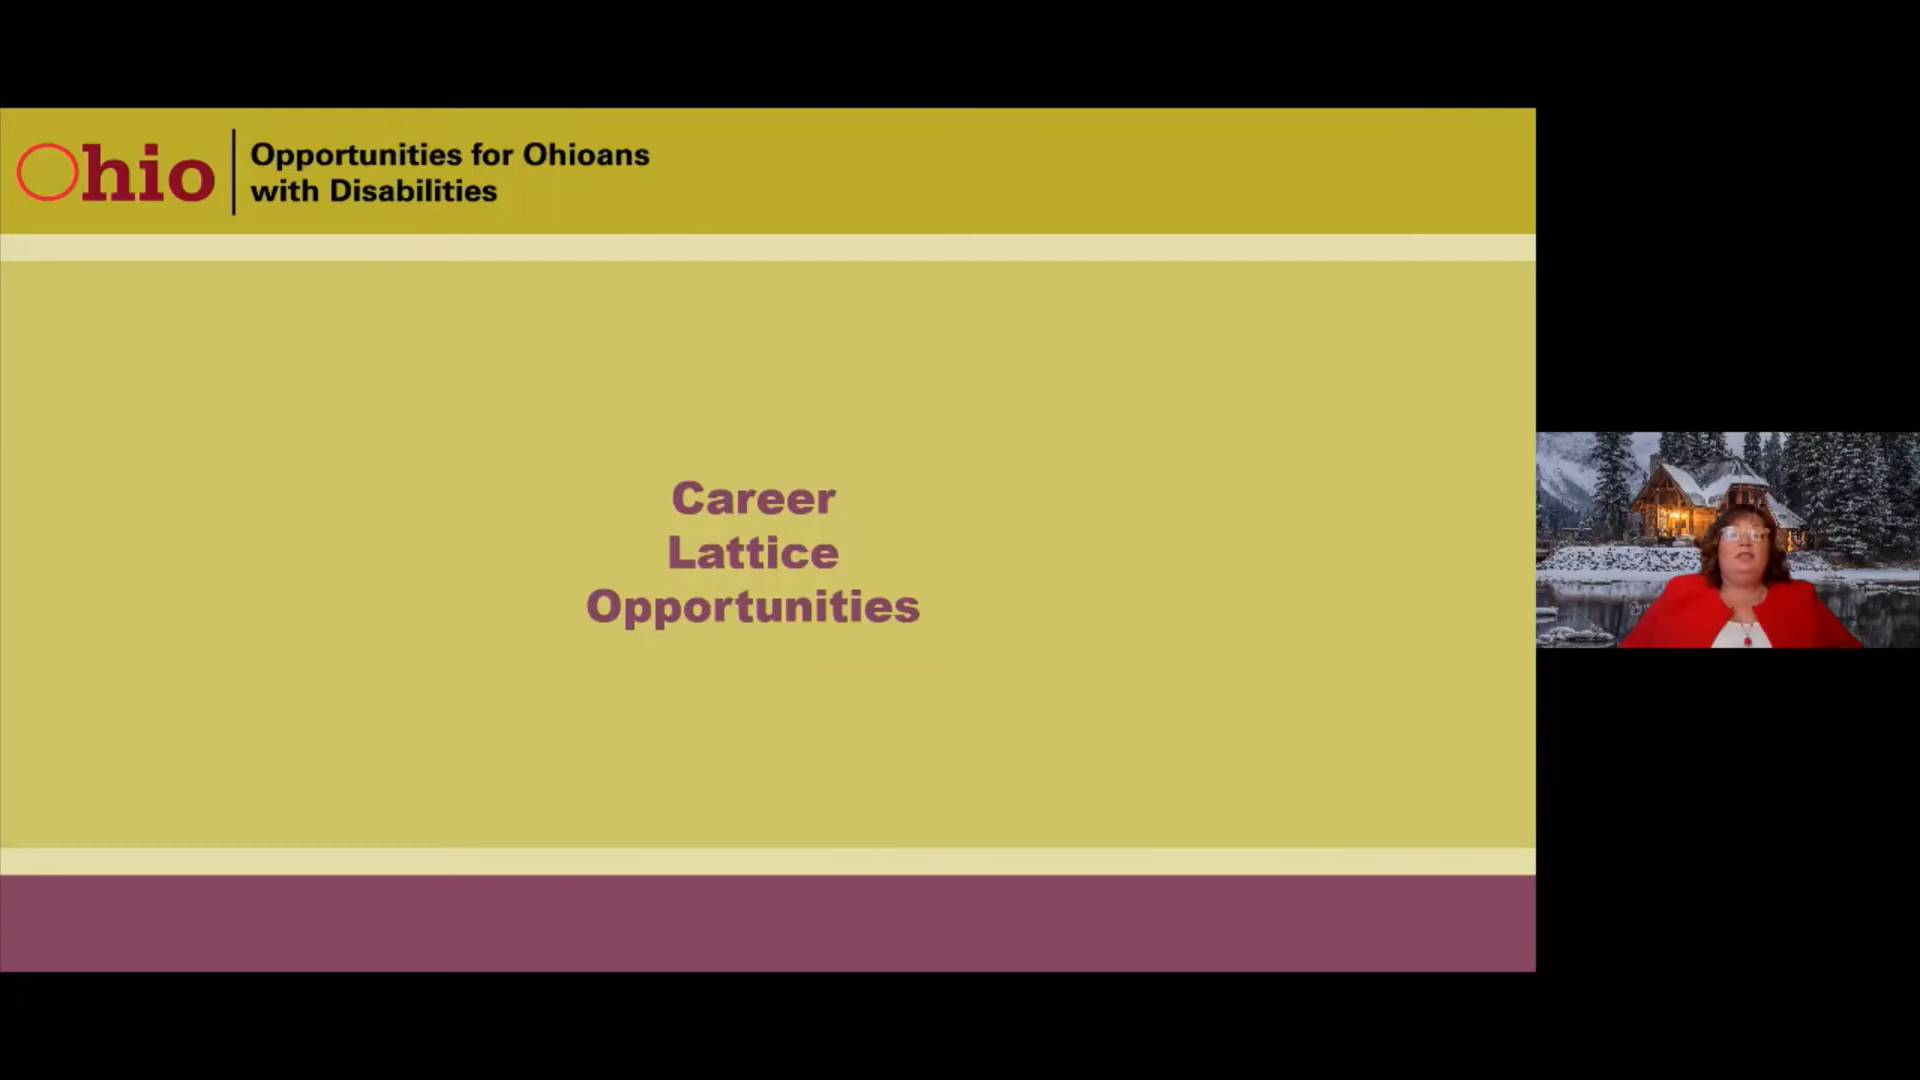 Ohio
Opportunities for Ohioans
with Disabilities
Career
Lattice
Opportunities